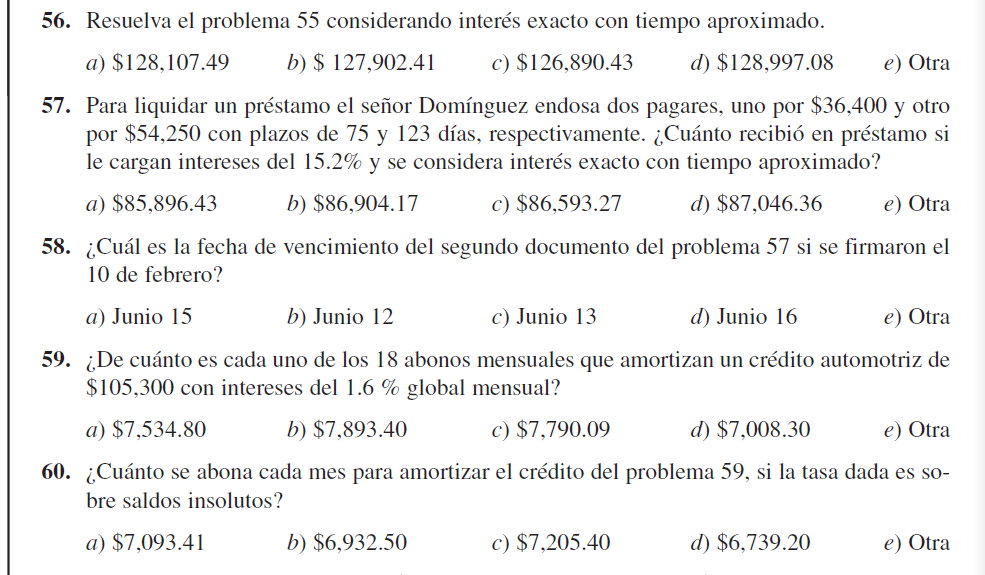 56. Resuelva el problema 55 considerando interés exacto con tiempo aproximado.
a) $128,107.49 b) $ 127,902.41 c) $126,890.43 d) $128,997.08 e) Otra
57. Para liquidar un préstamo el señor Domínguez endosa dos pagares, uno por $36,400 y otro
por $54,250 con plazos de 75 y 123 días, respectivamente. ¿Cuánto recibió en préstamo si
le cargan intereses del 15.2% y se considera interés exacto con tiempo aproximado?
a) $85,896.43 b) $86,904.17 c) $86,593.27 d) $87,046.36 e) Otra
58. ¿Cuál es la fecha de vencimiento del segundo documento del problema 57 si se firmaron el
10 de febrero?
a) Junio 15 b) Junio 12 c) Junio 13 d) Junio 16 e) Otra
59. ¿De cuánto es cada uno de los 18 abonos mensuales que amortizan un crédito automotriz de
$105,300 con intereses del 1.6 % global mensual?
a) $7,534.80 b) $7,893.40 c) $7,790.09 d) $7,008.30 e) Otra
60. ¿Cuánto se abona cada mes para amortizar el crédito del problema 59, si la tasa dada es so-
bre saldos insolutos?
a) $7,093.41 b) $6,932.50 c) $7,205.40 d) $6,739.20 e) Otra